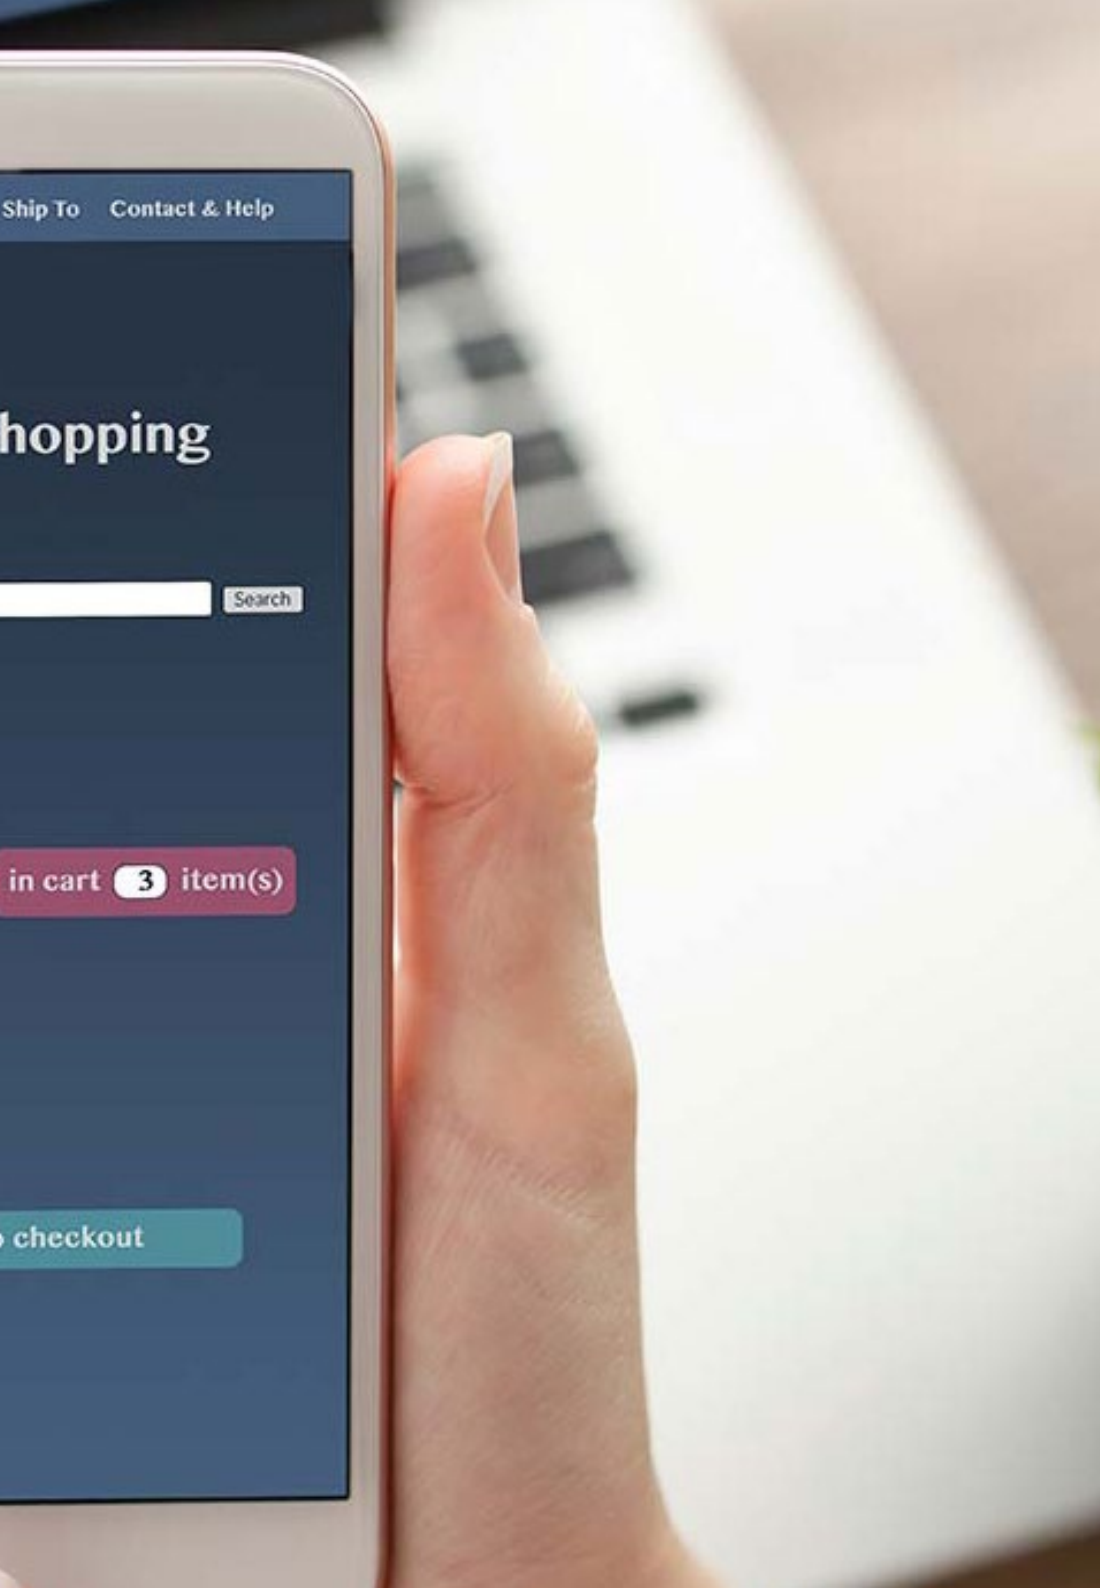 Ship To Contact & Help
hopping
Search
in cart 3 item(s)
checkout